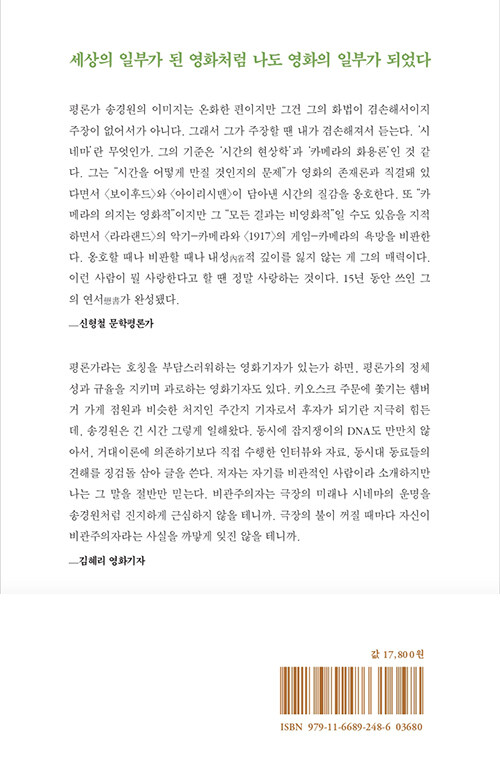 세상의 일부가 된 영화처럼 나도 영화의 일부가 되었다
평론가 송경원의 이미지는 온화한 편이지만 그건 그의 화법이 겸손해서이지
주장이 없어서가 아니다. 그래서 그가 주장할 땐 내가 겸손해져서 듣는다. ‘시
네마’란 무엇인가. 그의 기준은 ‘시간의 현상학’과 ‘카메라의 화용론’인 것 같
다. 그는 “시간을 어떻게 만질 것인지의 문제”가 영화의 존재론과 직결돼 있
다면서 〈보이후드〉와 〈아이리시맨〉이 담아낸 시간의 질감을 옹호한다. 또 “카
메라의 의지는 영화적”이지만 그 “모든 결과는 비영화적”일 수도 있음을 지적
하면서 〈라라랜드〉의 악기–카메라와 〈1917〉의 게임–카메라의 욕망을 비판한
다. 옹호할 때나 비판할 때나 내성內省적 깊이를 잃지 않는 게 그의 매력이다.
이런 사람이 뭘 사랑한다고 할 땐 정말 사랑하는 것이다. 15년 동안 쓰인 그
의 연서戀書가 완성됐다.
—신형철 문학평론가
평론가라는 호칭을 부담스러워하는 영화기자가 있는가 하면, 평론가의 정체
성과 규율을 지키며 과로하는 영화기자도 있다. 키오스크 주문에 쫓기는 햄버
거 가게 점원과 비슷한 처지인 주간지 기자로서 후자가 되기란 지극히 힘든
데, 송경원은 긴 시간 그렇게 일해왔다. 동시에 잡지쟁이의 DNA도 만만치 않
아서, 거대이론에 의존하기보다 직접 수행한 인터뷰와 자료, 동시대 동료들의
견해를 징검돌 삼아 글을 쓴다. 저자는 자기를 비관적인 사람이라 소개하지만
나는 그 말을 절반만 믿는다. 비관주의자는 극장의 미래나 시네마의 운명을
송경원처럼 진지하게 근심하지 않을 테니까. 극장의 불이 꺼질 때마다 자신이
비관주의자라는 사실을 까맣게 잊진 않을 테니까.
—김혜리 영화기자
값 17,800원
ISBN 979-11-6689-248-6 03680